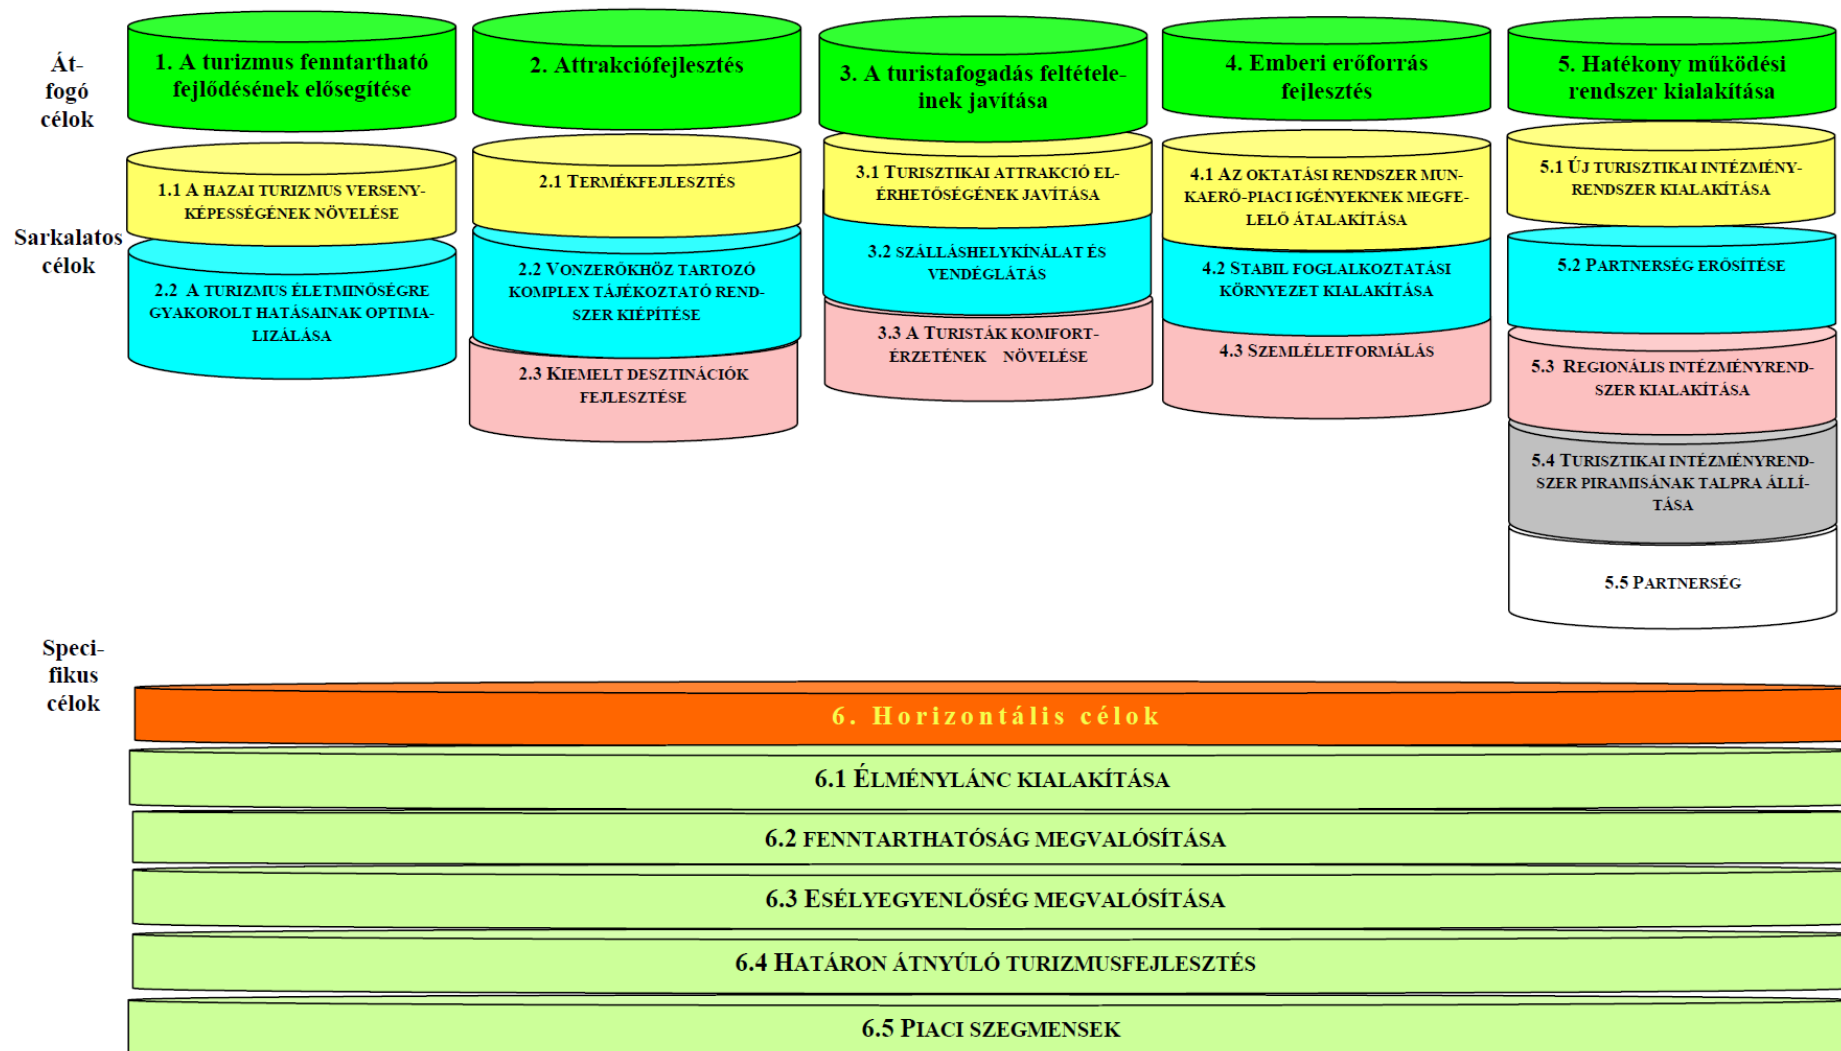 Át-
fogó
célok
1. A turizmus fenntartható
fejlődésének elősegítése
2. Attrakciófejlesztés
3. A turistafogadás feltétele-
inek javítása
4. Emberi erőforrás
fejlesztés
5. Hatékony működési
rendszer kialakítása
Sarkalatos
célok
1.1 A HAZAI TURIZMUS VERSENY-
KÉPESSÉGÉNEK NÖVELÉSE
2.2 A TURIZMUS ÉLETMINŐSÉGRE
GYAKOROLT HATÁSAINAK OPTIMA-
LIZÁLÁSA
2.1 TERMÉKFEJLESZTÉS
2.2 VONZERŐKHÖZ TARTOZÓ
KOMPLEX TÁJÉKOZTATÓ REND-
SZER KIÉPÍTÉSE
2.3 KIEMELT DESZTINÁCIÓK
FEJLESZTÉSE
3.1 TURISZTIKAI ATTRAKCIÓ EL-
ÉRHETŐSÉGÉNEK JAVÍTÁSA
3.2 SZÁLLÁSHELYKÍNÁLAT ÉS
VENDÉGLÁTÁS
3.3 A TURISTÁK KOMFORT-
ÉRZETÉNEK NÖVELÉSE
4.1 AZ OKTATÁSI RENDSZER MUN-
KAERŐ-PIACI IGÉNYEKNEK MEGFE-
LELŐ ÁTALAKÍTÁSA
4.2 STABIL FOGLALKOZTATÁSI
KÖRNYEZET KIALAKÍTÁSA
4.3 SZEMLÉLETFORMÁLÁS
5.1 ÚJ TURISZTIKAI INTÉZMÉNY-
RENDSZER KIALAKÍTÁSA
5.2 PARTNERSÉG ERŐSÍTÉSE
5.3 REGIONÁLIS INTÉZMÉNYREND-
SZER KIALAKÍTÁSA
5.4 TURISZTIKAI INTÉZMÉNYREND-
SZER PIRAMISÁNAK TALPRA ÁLLÍ-
TÁSA
5.5 PARTNERSÉG
Speci-
fikus
célok
6. Horizontális célok
6.1 ÉLMÉNYLÁNC KIALAKÍTÁSA
6.2 FENNTARTHATÓSÁG MEGVALÓSÍTÁSA
6.3 ESÉLYEGYENLŐSÉG MEGVALÓSÍTÁSA
6.4 HATÁRON ÁTNYÚLÓ TURIZMUSFEJLESZTÉS
6.5 PIACI SZEGMENSEK